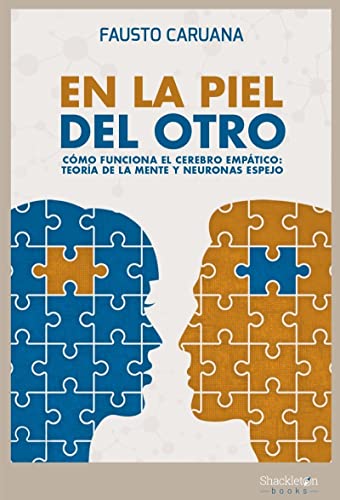 FAUSTO CARUANA
EN LA PIEL
DEL OTRO
CÓMO FUNCIONA EL CEREBRO EMPÁTICO:
TEORÍA DE LA MENTE Y NEURONAS ESPEJO
Shackleton
books